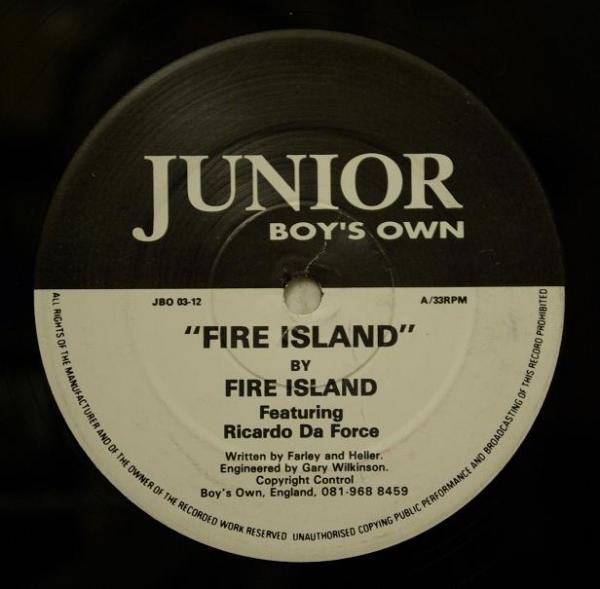 JUNIOR
BOY'S OWN
JBO 03-12
A/33RPM
"FIRE ISLAND"
BY
FIRE ISLAND
Featuring
Ricardo Da Force
Written by Farley and Heller.
Engineered by Gary Wilkinson.
Copyright Control
Boy's Own, England, 081-968 8459
ALL RIGHTS OF THE MANUFACTURER AND OF THE OWNER OF THE RECORDED WORK RESERVED UNAUTHORISED COPYING PUBLIC PERFORMANCE AND BROADCASTING OF THIS RECORD PROHIBITED